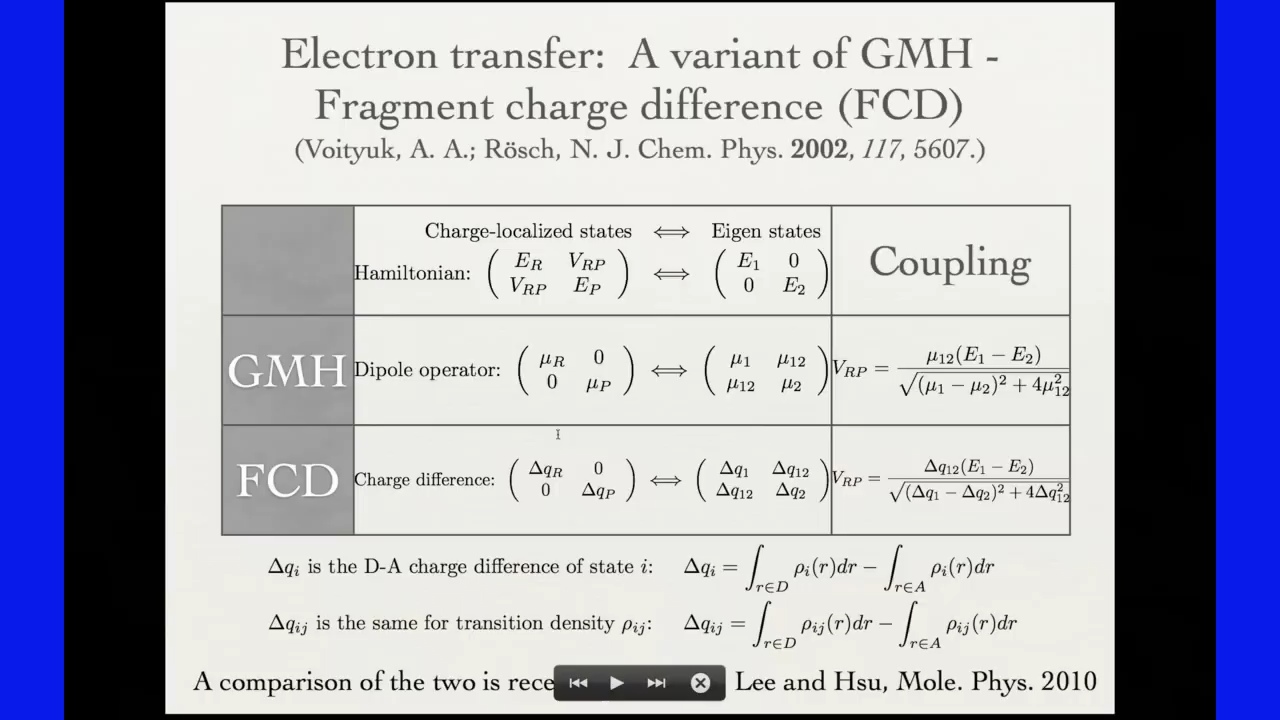 Electron transfer: A variant of GMH -
Fragment charge difference (FCD)
(Voityuk, A. A.; Rösch, N. J. Chem. Phys. 2002, 117, 5607.)
Charge-localized states ⟺ Eigen states
Hamiltonian: ( E_R V_RP ; V_RP E_P ) ⟺ ( E_1 0 ; 0 E_2 )
Coupling
GMH
Dipole operator: ( μ_R 0 ; 0 μ_P ) ⟺ ( μ_1 μ_12 ; μ_12 μ_2 )
V_RP = μ_12(E_1 − E_2) / √((μ_1 − μ_2)² + 4μ_12²)
FCD
Charge difference: ( Δq_R 0 ; 0 Δq_P ) ⟺ ( Δq_1 Δq_12 ; Δq_12 Δq_2 )
V_RP = Δq_12(E_1 − E_2) / √((Δq_1 − Δq_2)² + 4Δq_12²)
Δq_i is the D-A charge difference of state i: Δq_i = ∫_{r∈D} ρ_i(r)dr − ∫_{r∈A} ρ_i(r)dr
Δq_ij is the same for transition density ρ_ij: Δq_ij = ∫_{r∈D} ρ_ij(r)dr − ∫_{r∈A} ρ_ij(r)dr
A comparison of the two is rece Lee and Hsu, Mole. Phys. 2010